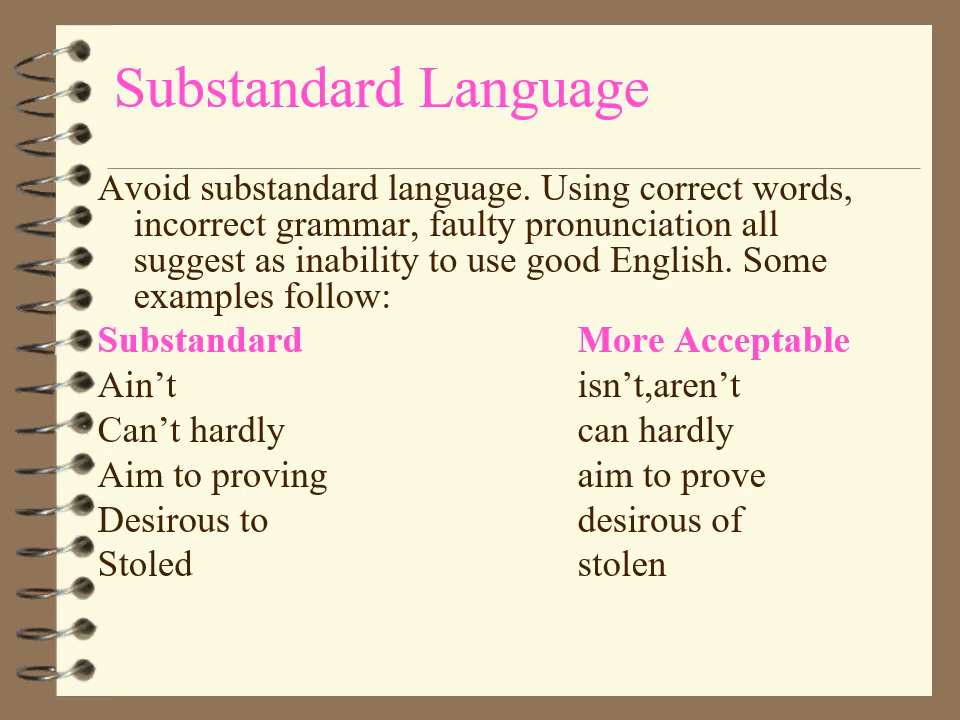 Substandard Language
Avoid substandard language. Using correct words,
incorrect grammar, faulty pronunciation all
suggest as inability to use good English. Some
examples follow:
Substandard More Acceptable
Ain’t isn’t,aren’t
Can’t hardly can hardly
Aim to proving aim to prove
Desirous to desirous of
Stoled stolen